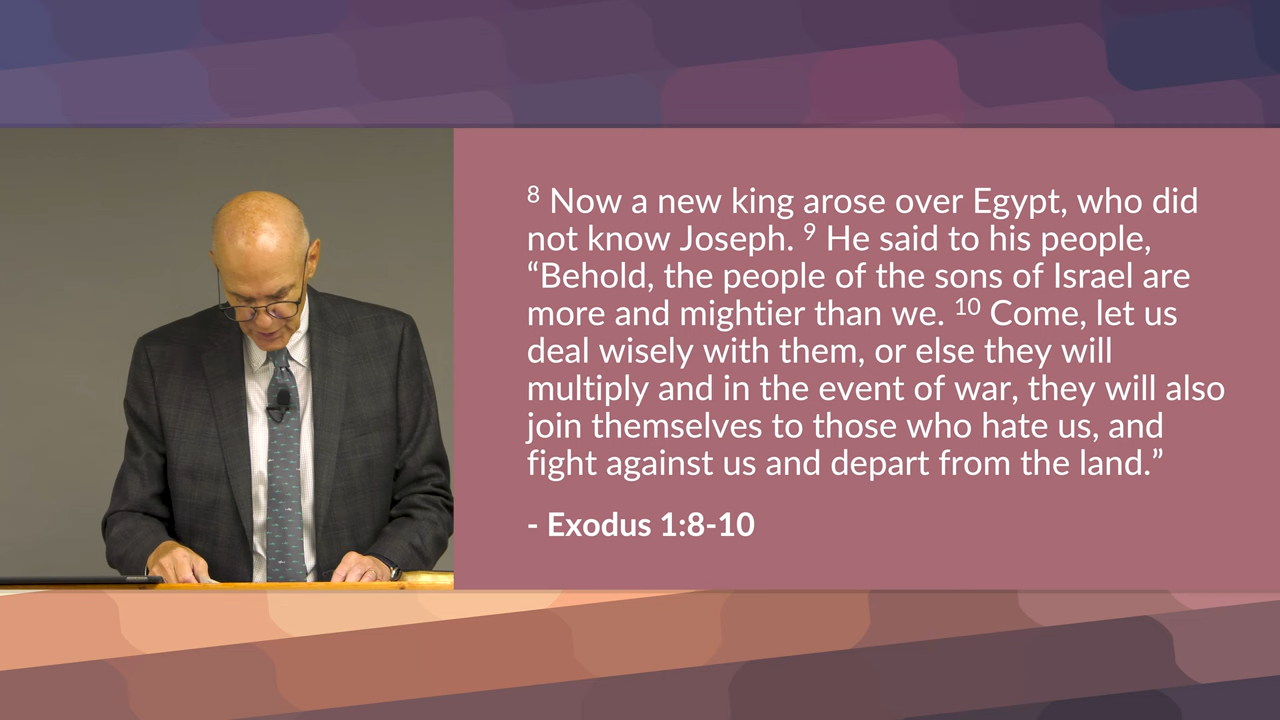 8 Now a new king arose over Egypt, who did
not know Joseph. 9 He said to his people,
“Behold, the people of the sons of Israel are
more and mightier than we. 10 Come, let us
deal wisely with them, or else they will
multiply and in the event of war, they will also
join themselves to those who hate us, and
fight against us and depart from the land.”
- Exodus 1:8-10